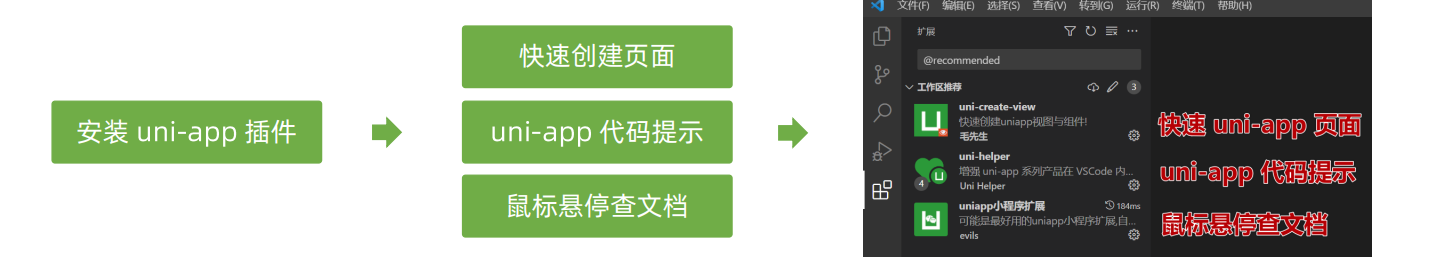 安装 uni-app 插件
快速创建页面
uni-app 代码提示
鼠标悬停查文档
文件(F) 编辑(E) 选择(S) 查看(V) 转到(G) 运行(R) 终端(T) 帮助(H)
扩展
@recommended
工作区推荐 3
uni-create-view
快速创建uniapp视图与组件!
毛先生
uni-helper
增强 uni-app 系列产品在 VSCode 内...
4 Uni Helper
uniapp小程序扩展 184ms
可能是最好用的uniapp小程序扩展,自...
evils
快速 uni-app 页面
uni-app 代码提示
鼠标悬停查文档